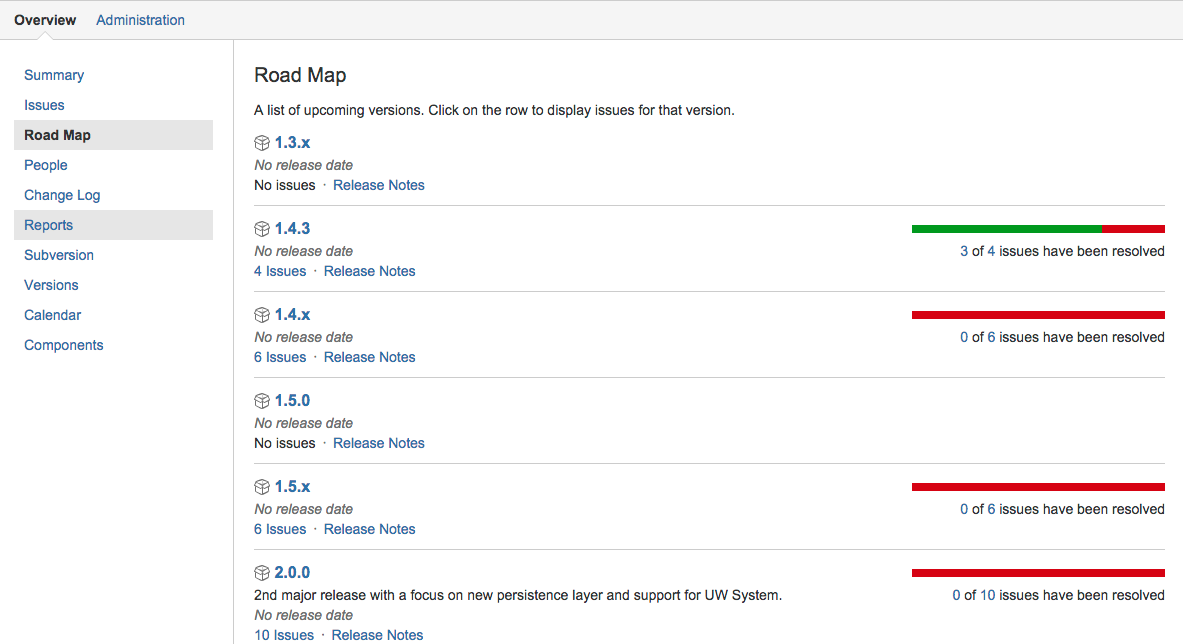 Overview Administration
Summary
Issues
Road Map
People
Change Log
Reports
Subversion
Versions
Calendar
Components
Road Map
A list of upcoming versions. Click on the row to display issues for that version.
1.3.x
No release date
No issues · Release Notes
1.4.3
No release date
3 of 4 issues have been resolved
4 Issues · Release Notes
1.4.x
No release date
0 of 6 issues have been resolved
6 Issues · Release Notes
1.5.0
No release date
No issues · Release Notes
1.5.x
No release date
0 of 6 issues have been resolved
6 Issues · Release Notes
2.0.0
2nd major release with a focus on new persistence layer and support for UW System.
0 of 10 issues have been resolved
No release date
10 Issues · Release Notes